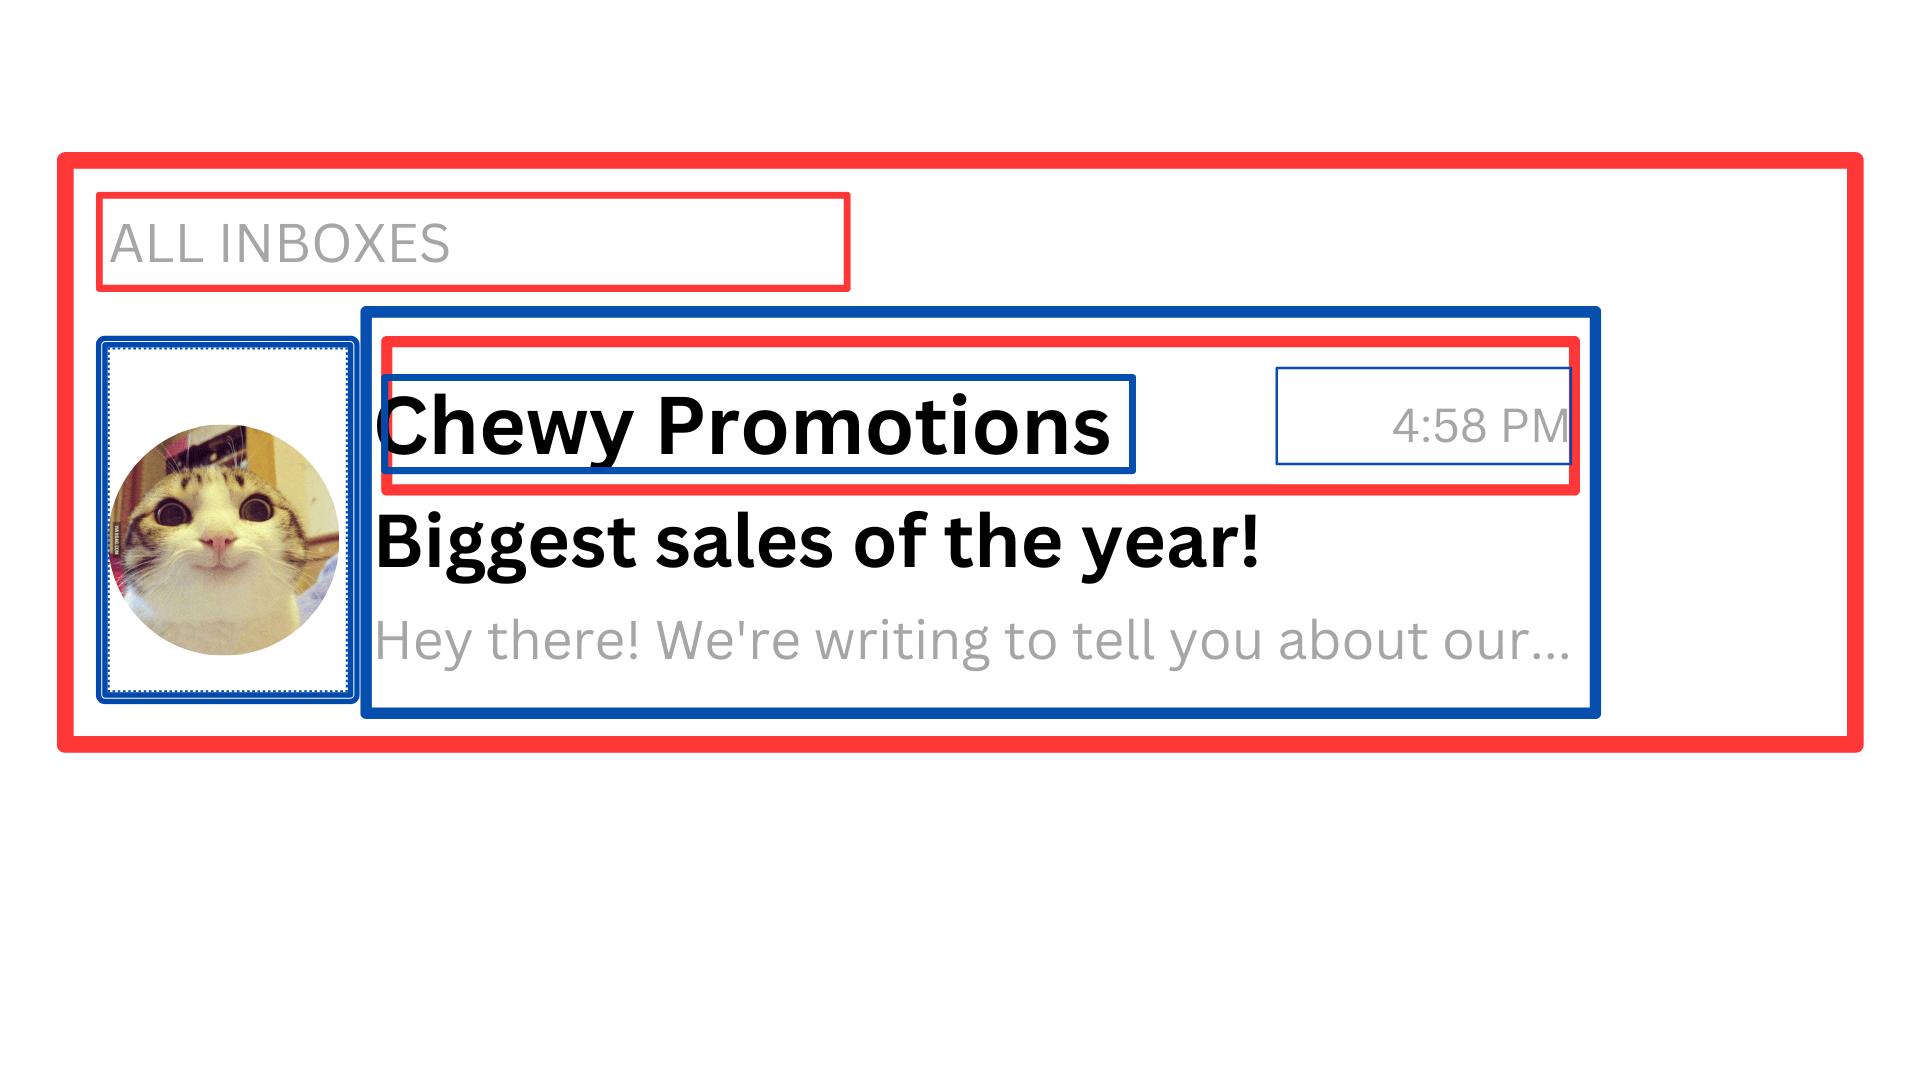 ALL INBOXES
Chewy Promotions
4:58 PM
Biggest sales of the year!
Hey there! We're writing to tell you about our...